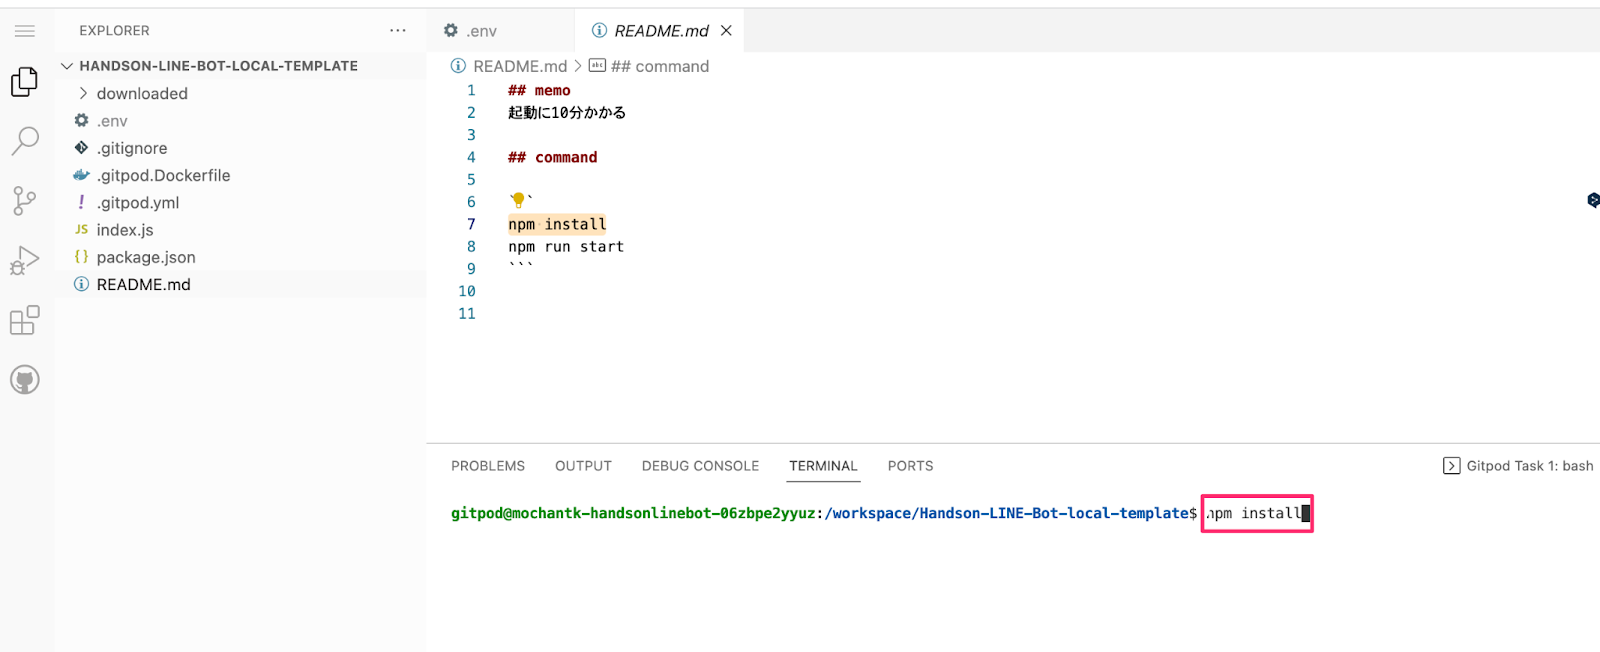 EXPLORER
HANDSON-LINE-BOT-LOCAL-TEMPLATE
downloaded
.env
.gitignore
.gitpod.Dockerfile
! .gitpod.yml
JS index.js
{} package.json
README.md
.env
README.md
README.md > abc ## command
1 ## memo
2 起動に10分かかる
3
4 ## command
5
6 ` `
7 npm install
8 npm run start
9 ```
10
11
PROBLEMS OUTPUT DEBUG CONSOLE TERMINAL PORTS
Gitpod Task 1: bash
gitpod@mochantk-handsonlinebot-06zbpe2yyuz:/workspace/Handson-LINE-Bot-local-template$ npm install